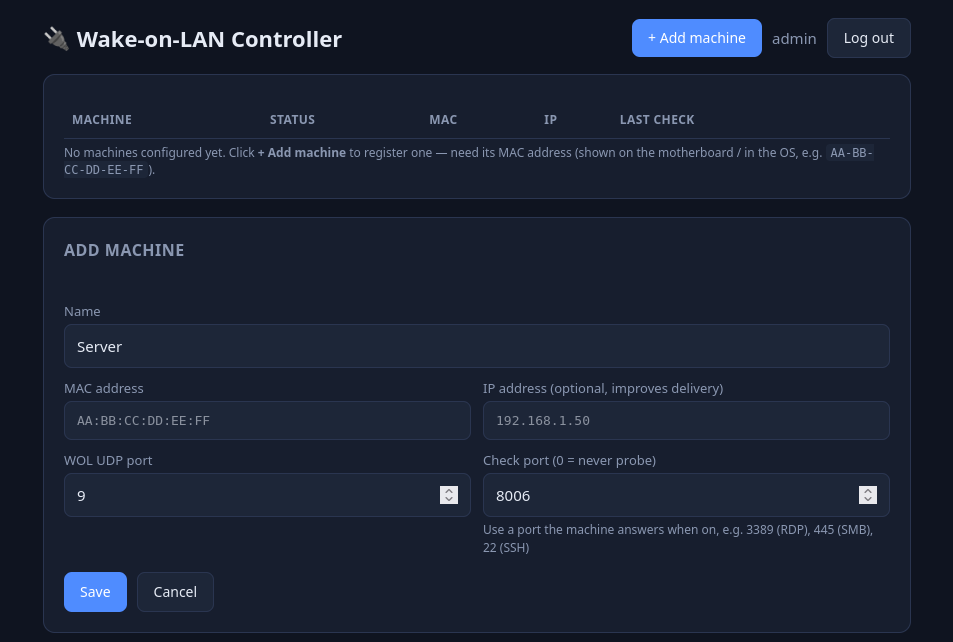 🔌 Wake-on-LAN Controller
+ Add machine
admin
Log out
MACHINE STATUS MAC IP LAST CHECK
No machines configured yet. Click + Add machine to register one — need its MAC address (shown on the motherboard / in the OS, e.g. AA-BB-
CC-DD-EE-FF ).
ADD MACHINE
Name
Server
MAC address
AA:BB:CC:DD:EE:FF
IP address (optional, improves delivery)
192.168.1.50
WOL UDP port
9
Check port (0 = never probe)
8006
Use a port the machine answers when on, e.g. 3389 (RDP), 445 (SMB),
22 (SSH)
Save
Cancel